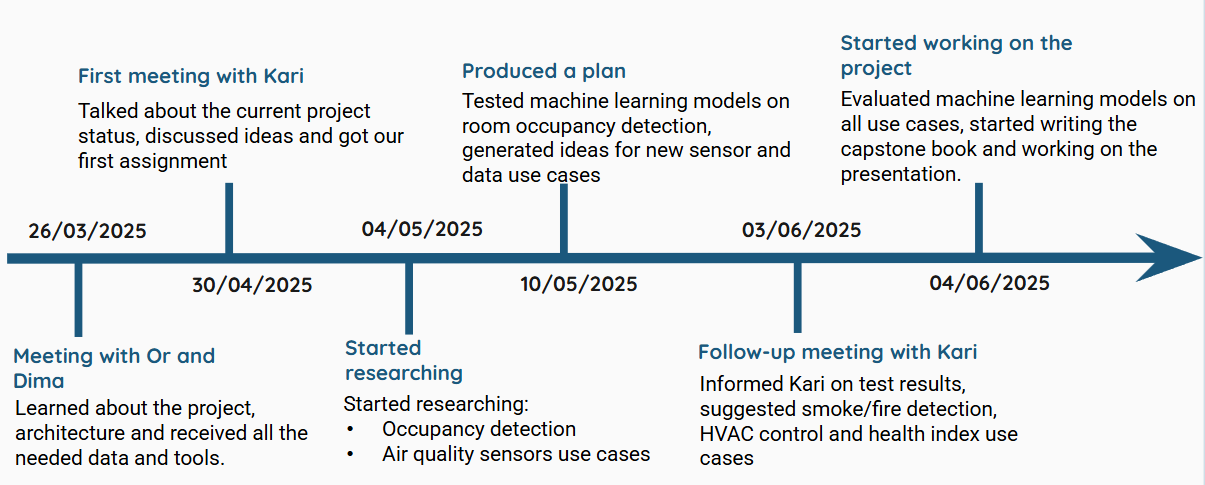 First meeting with Kari
Talked about the current project
status, discussed ideas and got our
first assignment
Produced a plan
Tested machine learning models on
room occupancy detection,
generated ideas for new sensor and
data use cases
Started working on the
project
Evaluated machine learning models on
all use cases, started writing the
capstone book and working on the
presentation.
26/03/2025
04/05/2025
03/06/2025
30/04/2025
10/05/2025
04/06/2025
Meeting with Or and
Dima
Learned about the project,
architecture and received all the
needed data and tools.
Started
researching
Started researching:
• Occupancy detection
• Air quality sensors use cases
Follow-up meeting with Kari
Informed Kari on test results,
suggested smoke/fire detection,
HVAC control and health index use
cases